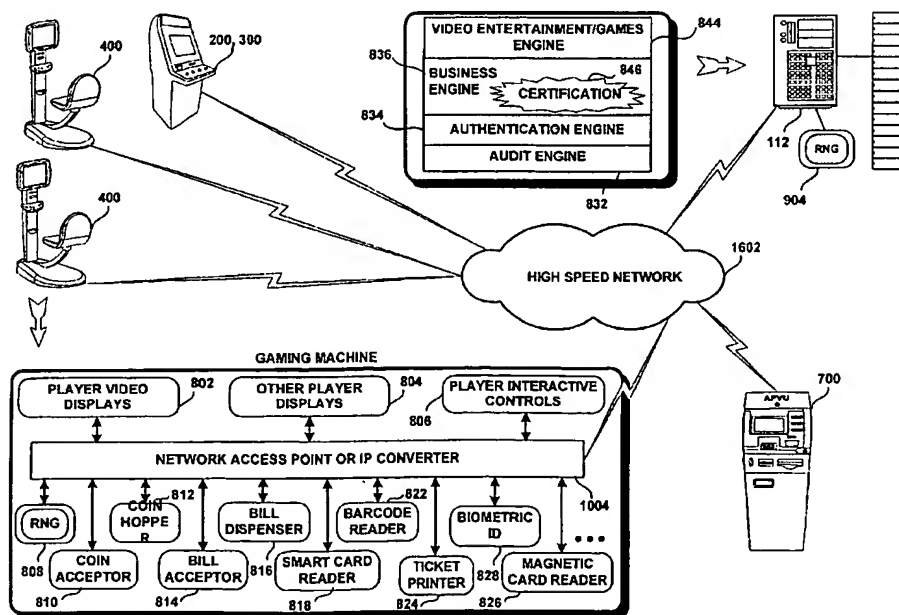 400
200, 300
VIDEO ENTERTAINMENT/GAMES
ENGINE
844
836
BUSINESS
ENGINE
846
CERTIFICATION
834
AUTHENTICATION ENGINE
AUDIT ENGINE
832
112
RNG
904
400
HIGH SPEED NETWORK
1602
GAMING MACHINE
PLAYER VIDEO
DISPLAYS
802
OTHER PLAYER
DISPLAYS
804
PLAYER INTERACTIVE
CONTROLS
806
700
APVU
NETWORK ACCESS POINT OR IP CONVERTER
1004
RNG
808
COIN
HOPPE
R
812
BILL
DISPENSER
816
BARCODE
READER
822
BIOMETRIC
ID
828
COIN
ACCEPTOR
810
BILL
ACCEPTOR
814
SMART CARD
READER
818
TICKET
PRINTER
824
MAGNETIC
CARD READER
826